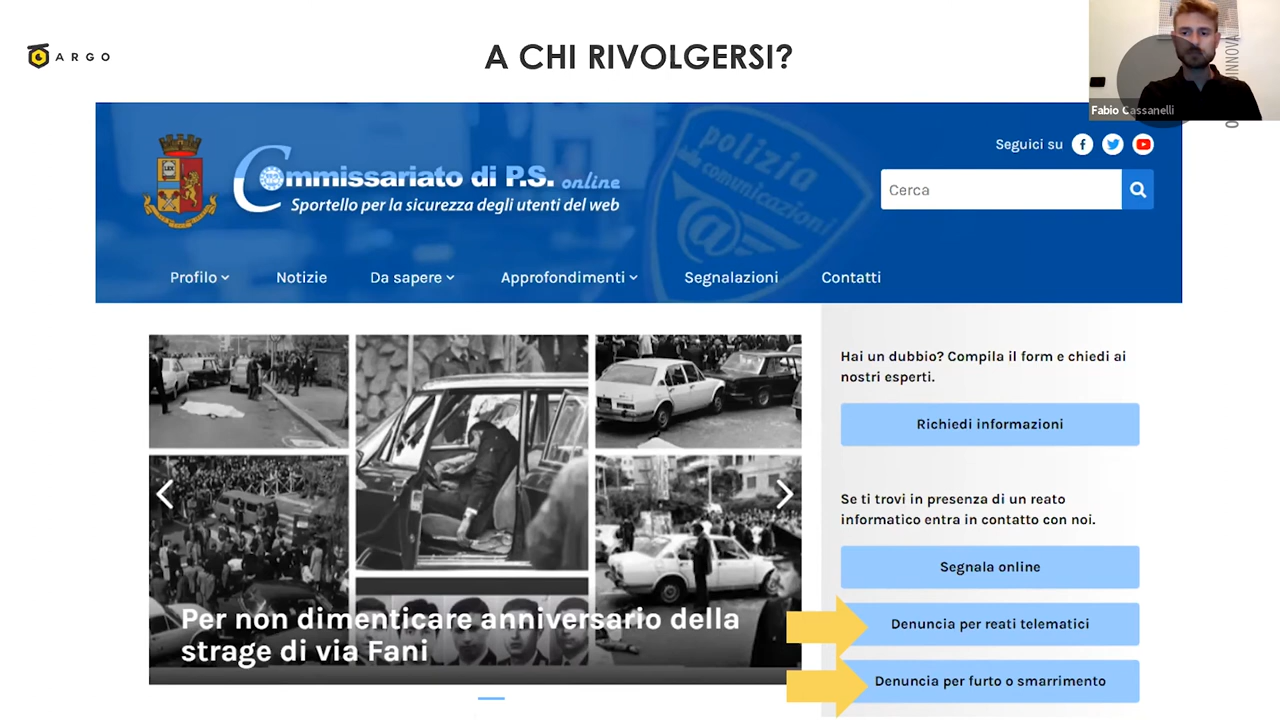 ARGO
A CHI RIVOLGERSI?
Fabio Cassanelli
Commissariato di P.S. online
Sportello per la sicurezza degli utenti del web
polizia
delle comunicazioni
Seguici su
Cerca
Profilo
Notizie
Da sapere
Approfondimenti
Segnalazioni
Contatti
Per non dimenticare anniversario della
strage di via Fani
Hai un dubbio? Compila il form e chiedi ai
nostri esperti.
Richiedi informazioni
Se ti trovi in presenza di un reato
informatico entra in contatto con noi.
Segnala online
Denuncia per reati telematici
Denuncia per furto o smarrimento